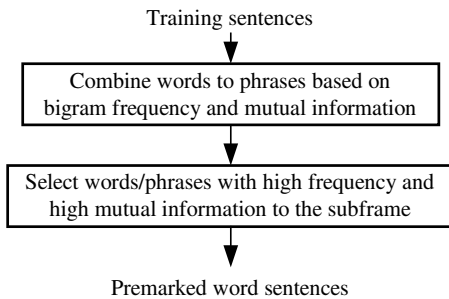 Training sentences
Combine words to phrases based on
bigram frequency and mutual information
Select words/phrases with high frequency and
high mutual information to the subframe
Premarked word sentences